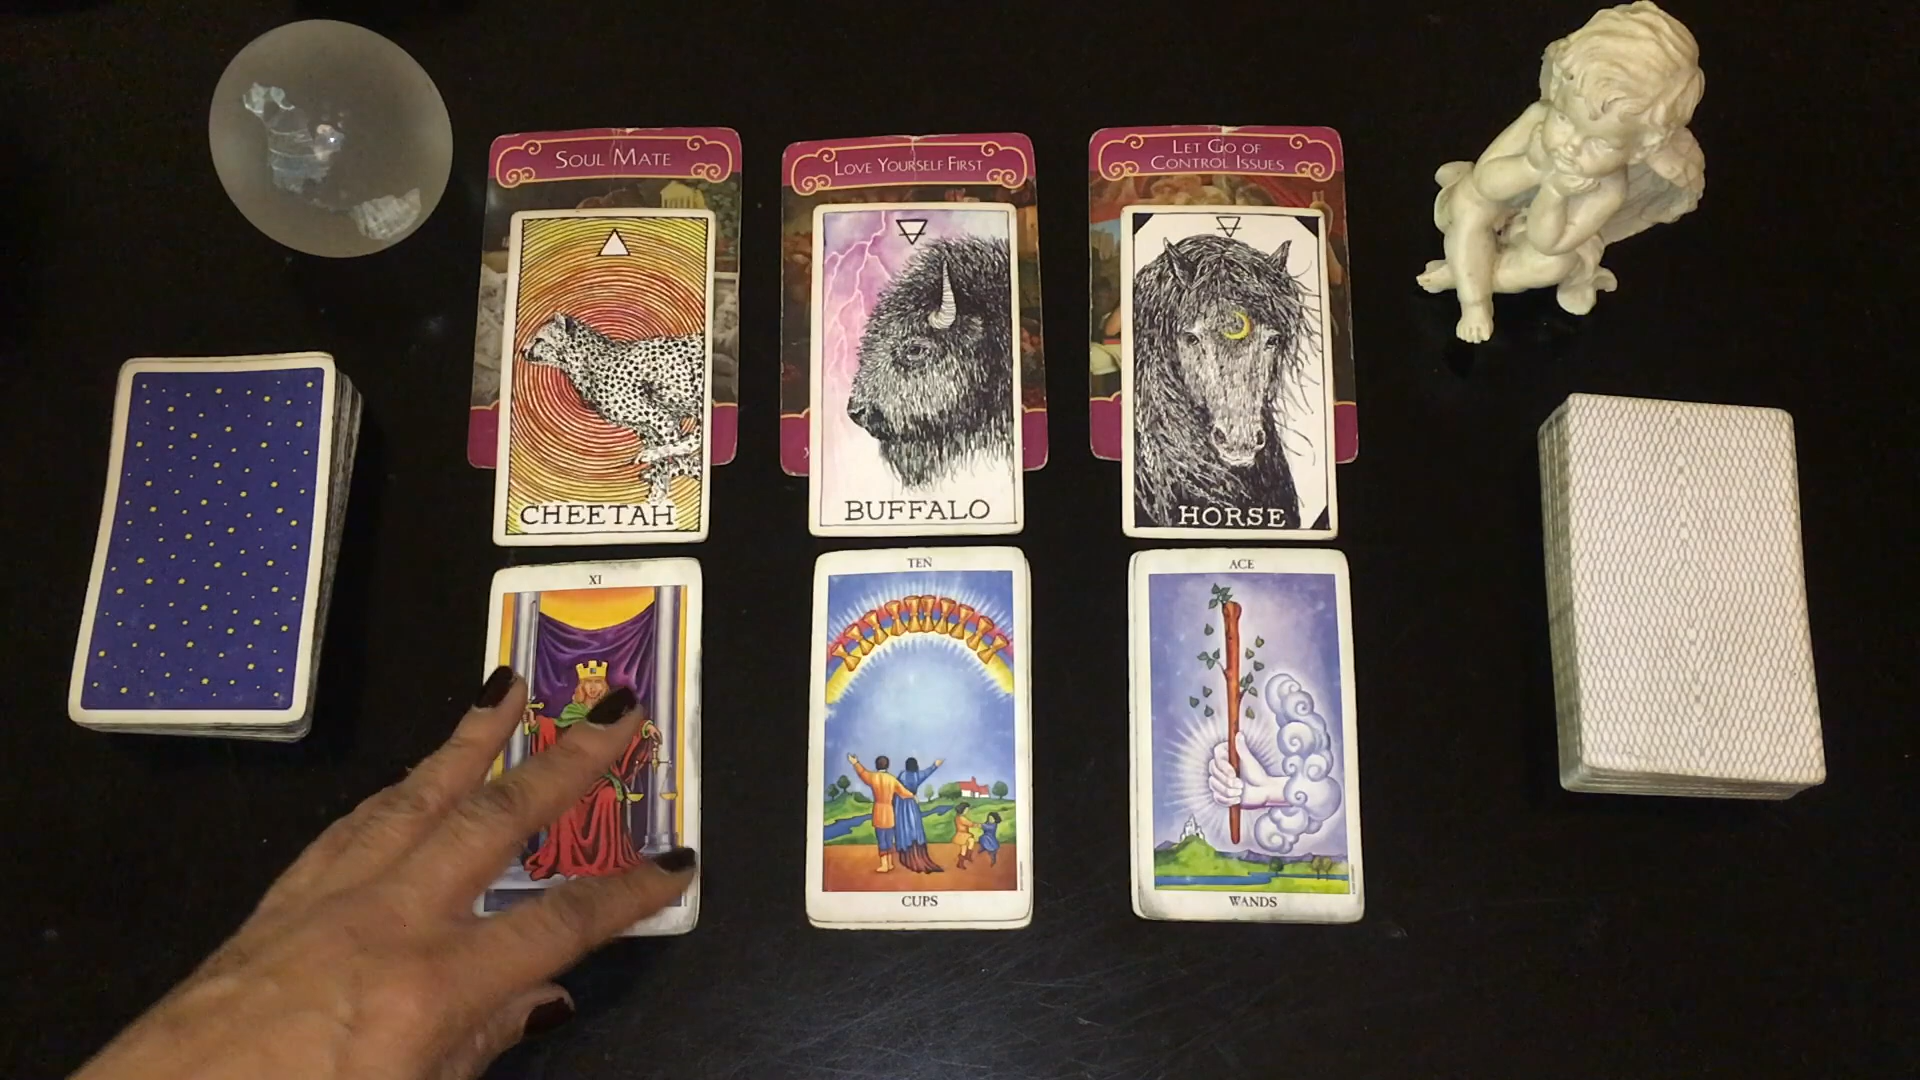 SOUL MATE
LOVE YOURSELF FIRST
LET GO OF
CONTROL ISSUES
CHEETAH
BUFFALO
HORSE
XI
TEN
ACE
CUPS
WANDS